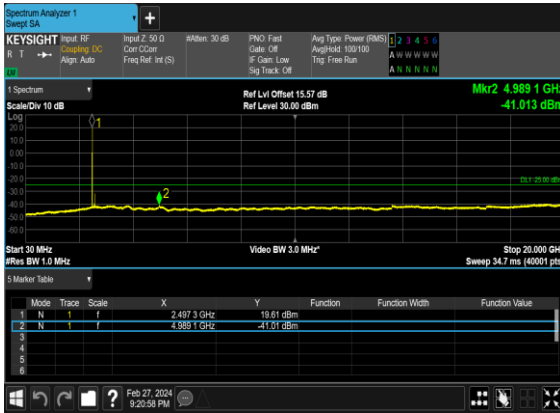 Spectrum Analyzer 1
Swept SA
+
KEYSIGHT Input: RF Input Z: 50 Ω #Atten: 30 dB PNO: Fast Avg Type: Power (RMS) 1 2 3 4 5 6
R T Coupling: DC Corr CCorr Gate: Off Avg|Hold: 100/100 A W W W W W
Align: Auto Freq Ref: Int (S) IF Gain: Low Trig: Free Run
Sig Track: Off A N N N N N
1 Spectrum
Ref Lvl Offset 15.57 dB Mkr2 4.989 1 GHz
Scale/Div 10 dB Ref Level 30.00 dBm -41.013 dBm
Log
20.0
10.0
0.00
-10.0
-20.0
-30.0
-40.0
-50.0
-60.0
1
2
DL1 -25.00 dBm
Start 30 MHz Video BW 3.0 MHz* Stop 20.000 GHz
#Res BW 1.0 MHz Sweep 34.7 ms (40001 pts)
5 Marker Table
Mode Trace Scale X Y Function Function Width Function Value
1 N 1 f 2.497 3 GHz 19.61 dBm
2 N 1 f 4.989 1 GHz -41.01 dBm
3
4
5
6
? Feb 27, 2024
9:20:58 PM